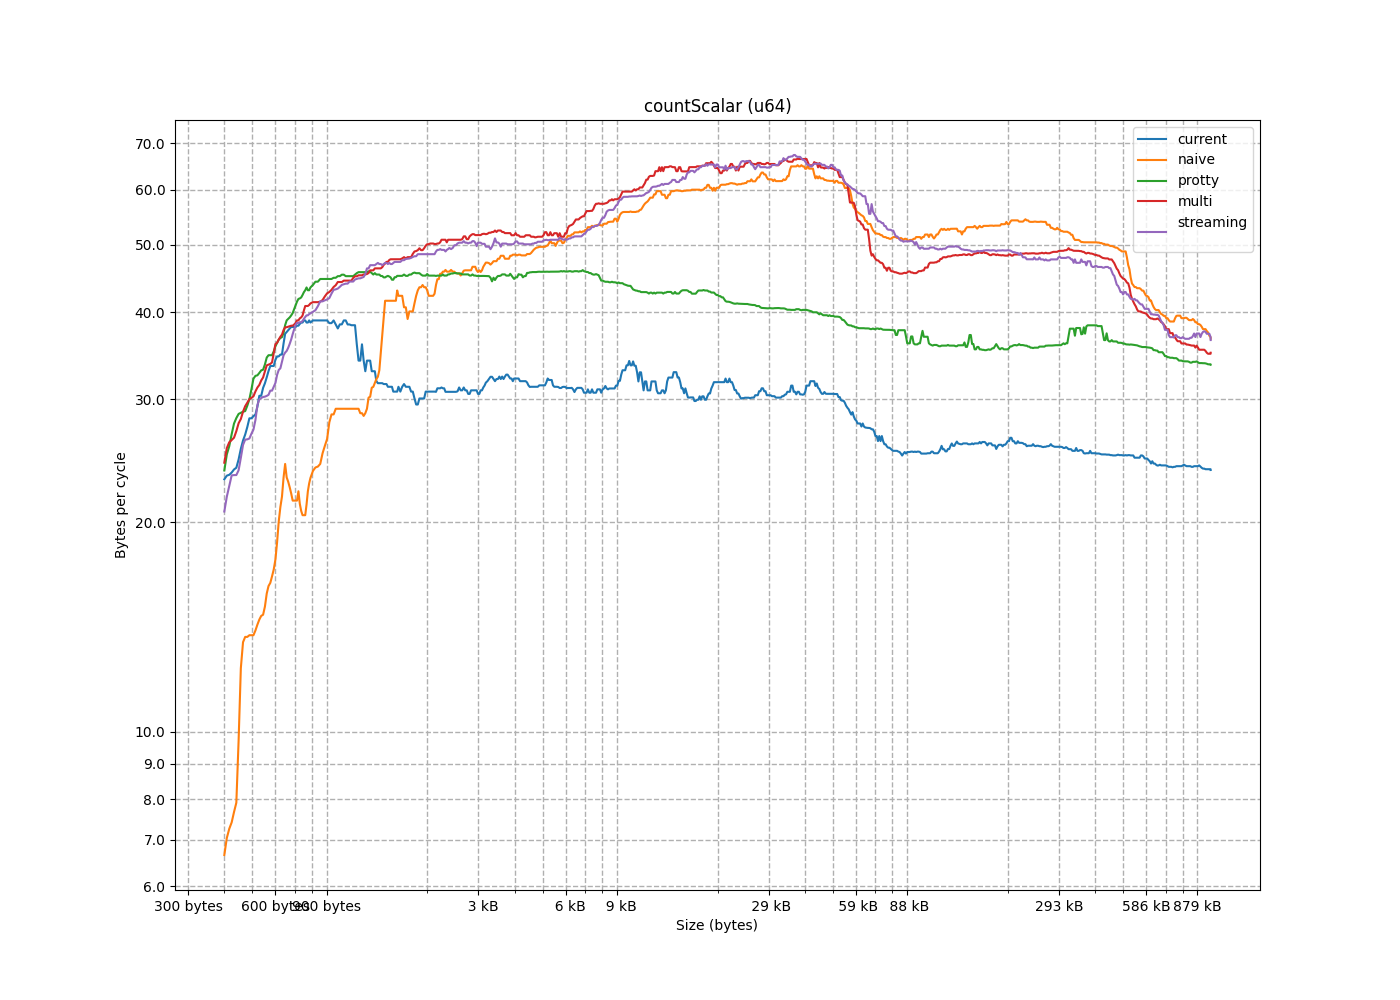 countScalar (u64)
current
naive
protty
multi
streaming
70.0
60.0
50.0
40.0
30.0
20.0
10.0
9.0
8.0
7.0
6.0
Bytes per cycle
300 bytes 600 bytes 900 bytes 3 kB 6 kB 9 kB 29 kB 59 kB 88 kB 293 kB 586 kB 879 kB
Size (bytes)